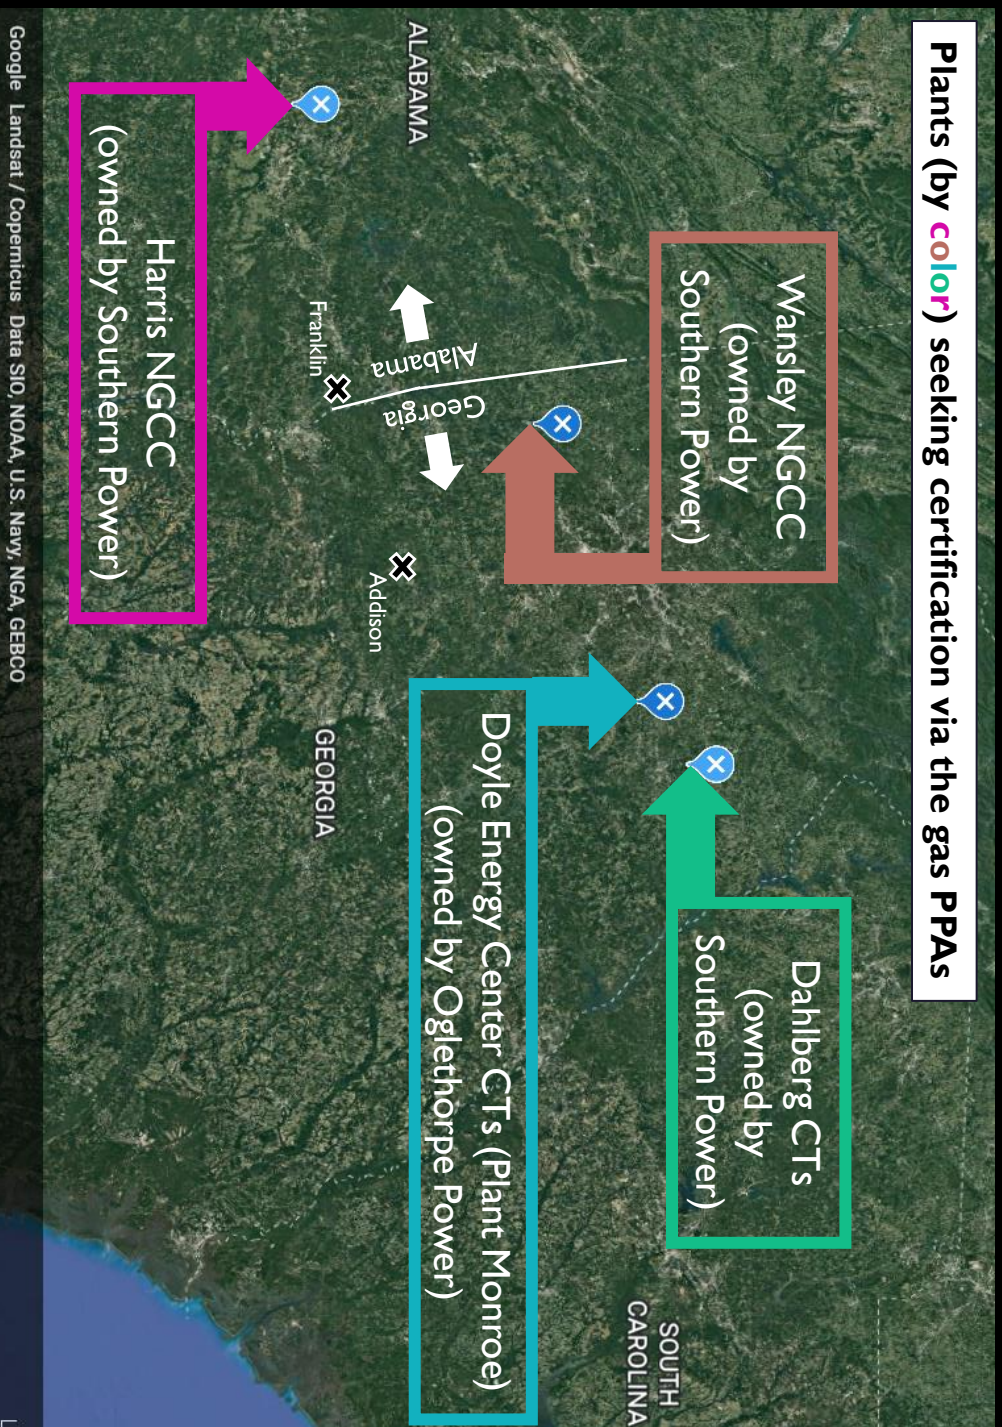 Plants (by color) seeking certification via the gas PPAs
Wansley NGCC
(owned by
Southern Power)
Dahlberg CTs
(owned by
Southern Power)
SOUTH
CAROLINA
ALABAMA
Alabama
Georgia
Franklin
Addison
Doyle Energy Center CTs (Plant Monroe)
(owned by Oglethorpe Power)
GEORGIA
Harris NGCC
(owned by Southern Power)
Google Landsat / Copernicus Data SIO, NOAA, U.S. Navy, NGA, GEBCO